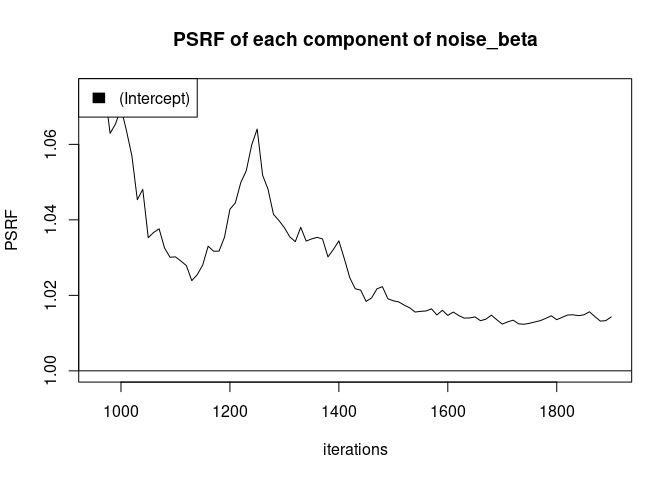 PSRF of each component of noise_beta
(Intercept)
1.06
1.04
1.02
1.00
PSRF
1000 1200 1400 1600 1800
iterations